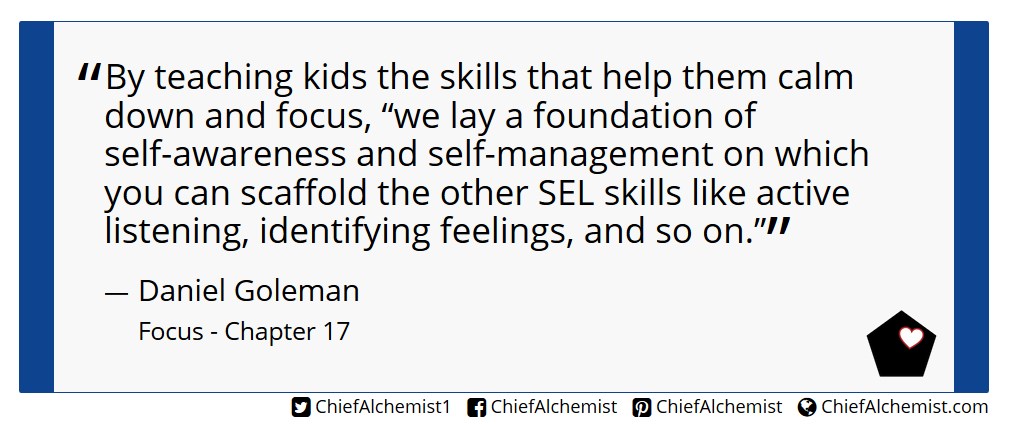 “By teaching kids the skills that help them calm
down and focus, “we lay a foundation of
self-awareness and self-management on which
you can scaffold the other SEL skills like active
listening, identifying feelings, and so on.””
— Daniel Goleman
Focus - Chapter 17
ChiefAlchemist1 ChiefAlchemist ChiefAlchemist ChiefAlchemist.com